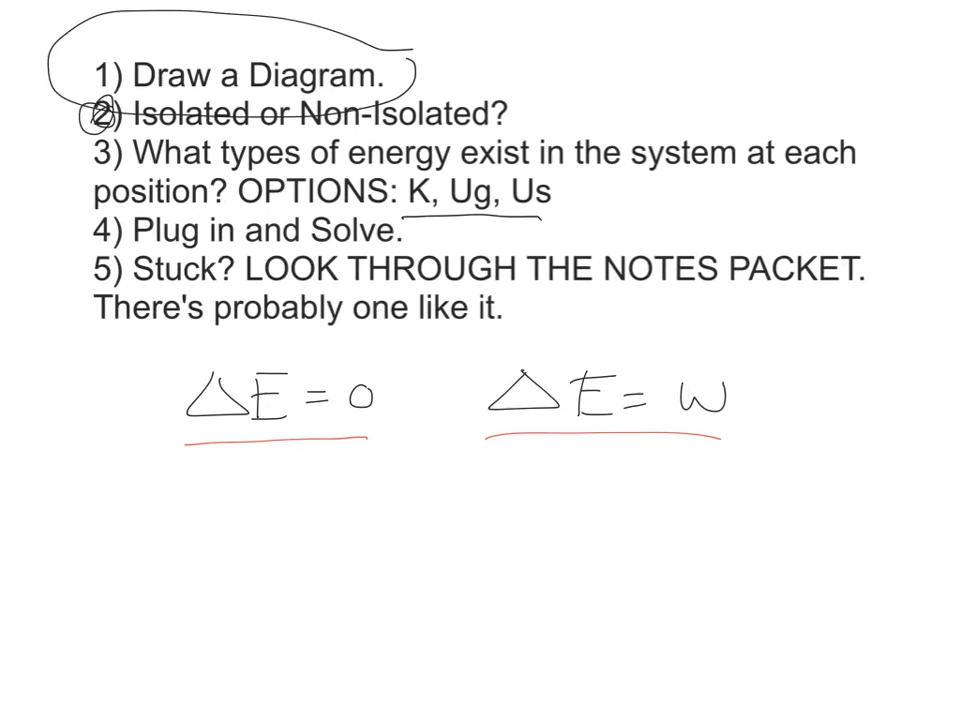 1) Draw a Diagram.
2) Isolated or Non-Isolated?
3) What types of energy exist in the system at each
position? OPTIONS: K, Ug, Us
4) Plug in and Solve.
5) Stuck? LOOK THROUGH THE NOTES PACKET.
There's probably one like it.
ΔE = 0 ΔE = W